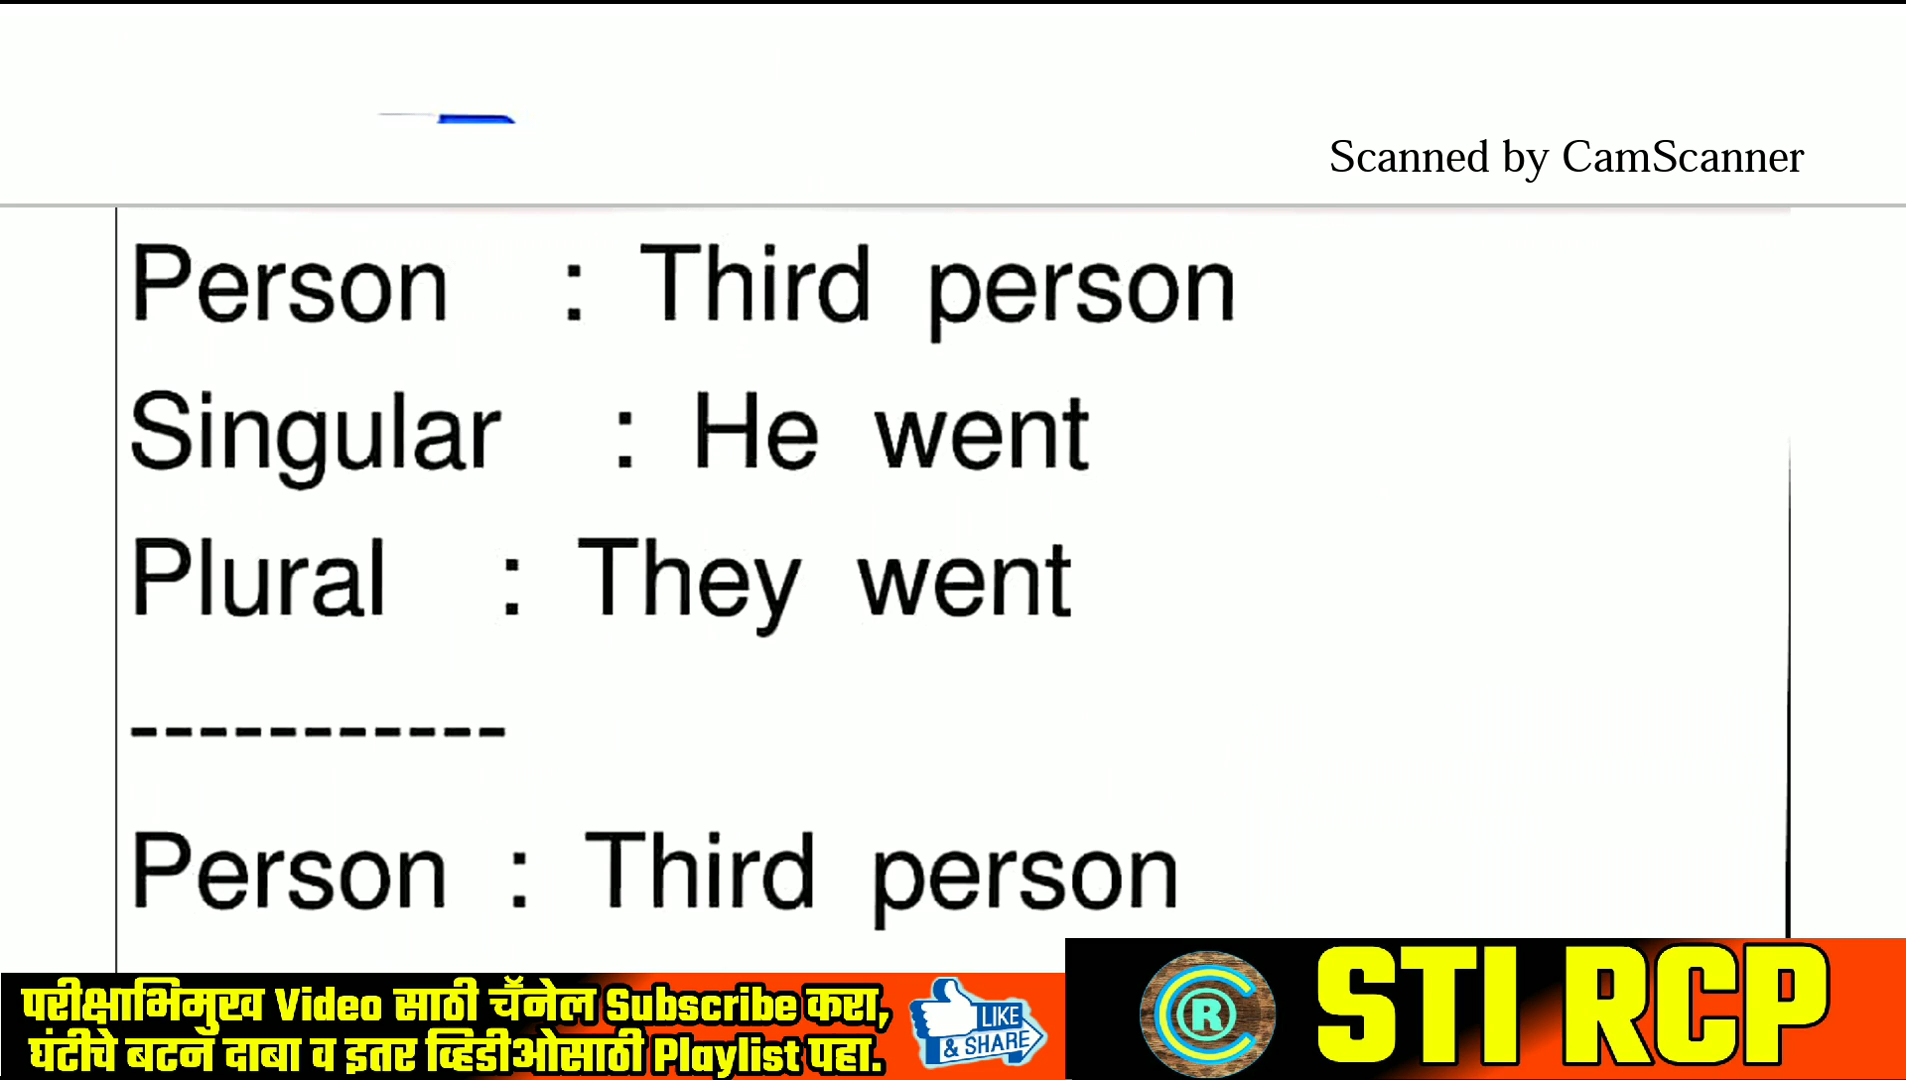 Scanned by CamScanner
Person : Third person
Singular : He went
Plural : They went
-----------
Person : Third person
परीक्षाभिमुख Video साठी चॅनेल Subscribe करा,
घंटीचे बटन दाबा व इतर व्हिडीओसाठी Playlist पहा.
LIKE
& SHARE
R
STI RCP